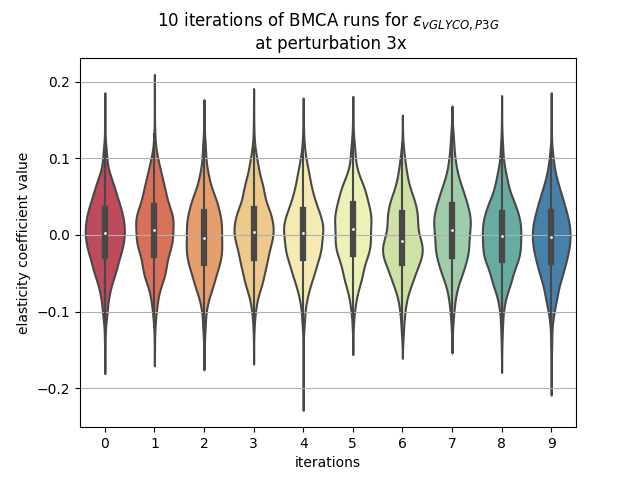 10 iterations of BMCA runs for ε_{vGLYCO, P3G}
at perturbation 3x
elasticity coefficient value
0.2
0.1
0.0
−0.1
−0.2
0 1 2 3 4 5 6 7 8 9
iterations